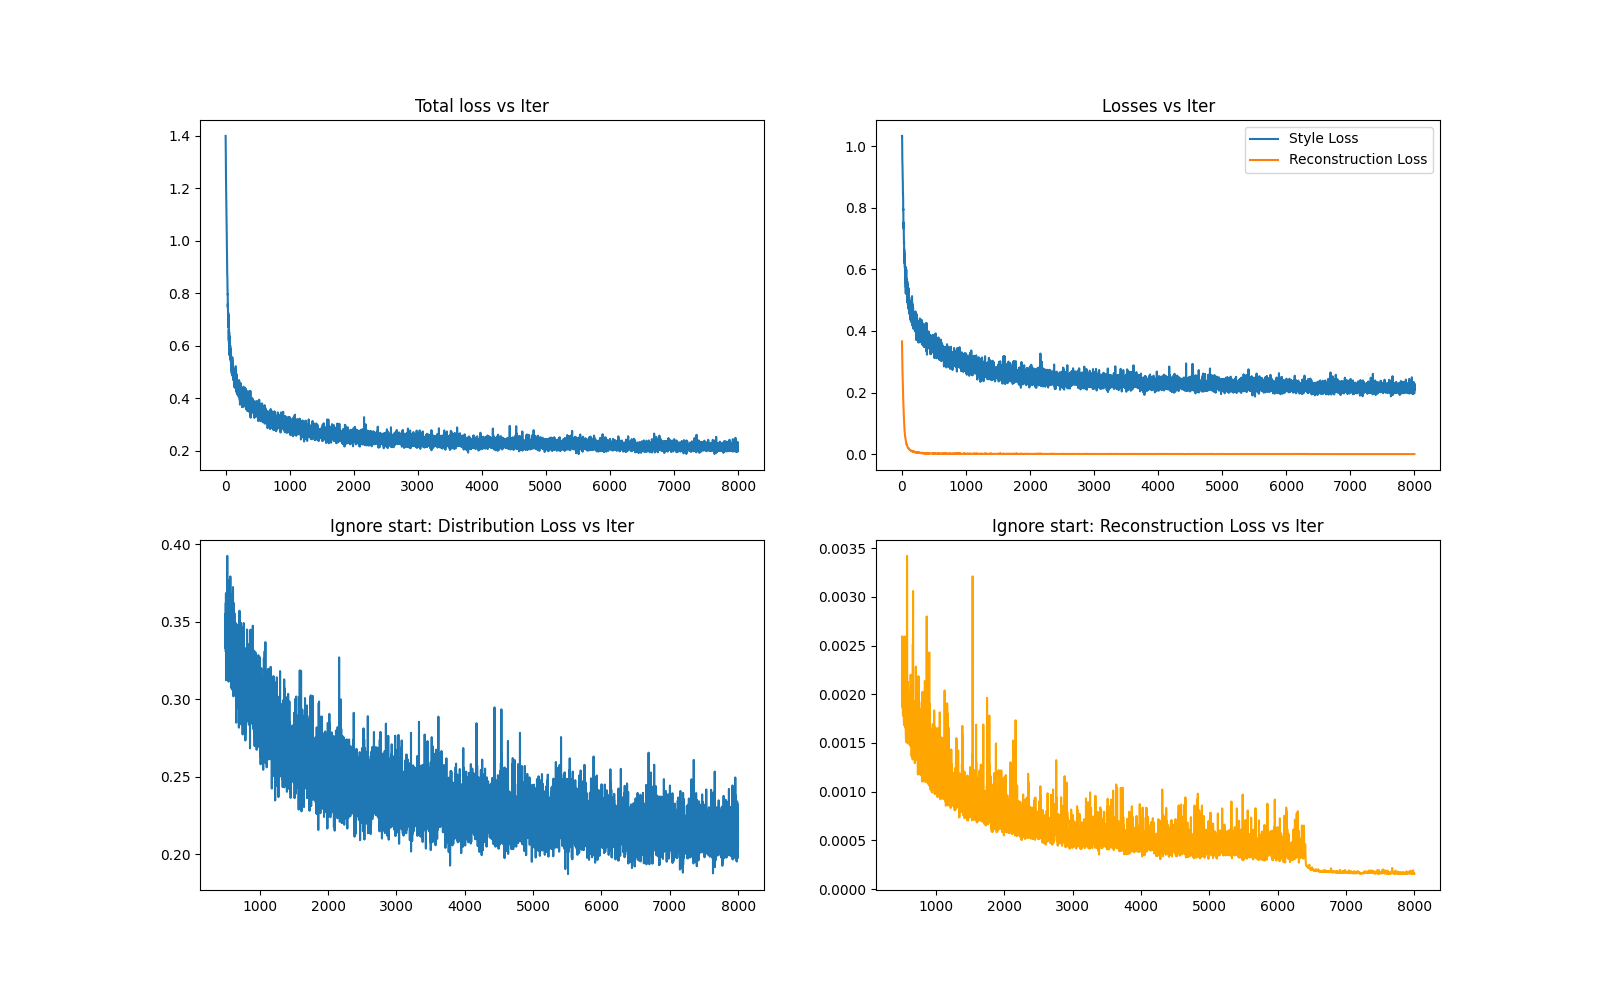 Total loss vs Iter
1.4
1.2
1.0
0.8
0.6
0.4
0.2
0 1000 2000 3000 4000 5000 6000 7000 8000
Losses vs Iter
Style Loss
Reconstruction Loss
1.0
0.8
0.6
0.4
0.2
0.0
0 1000 2000 3000 4000 5000 6000 7000 8000
Ignore start: Distribution Loss vs Iter
0.40
0.35
0.30
0.25
0.20
1000 2000 3000 4000 5000 6000 7000 8000
Ignore start: Reconstruction Loss vs Iter
0.0035
0.0030
0.0025
0.0020
0.0015
0.0010
0.0005
0.0000
1000 2000 3000 4000 5000 6000 7000 8000